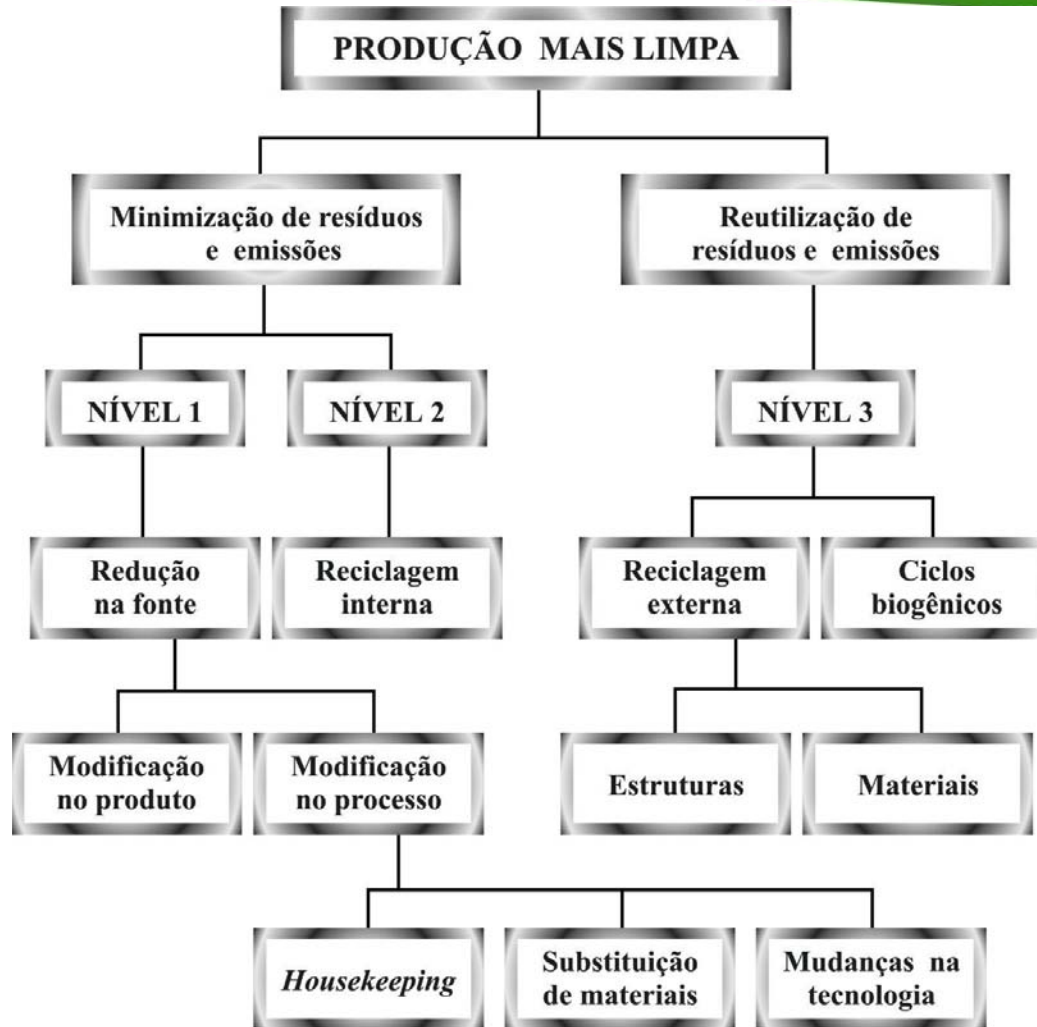 PRODUÇÃO MAIS LIMPA
Minimização de resíduos
e emissões
Reutilização de
resíduos e emissões
NÍVEL 1
NÍVEL 2
NÍVEL 3
Redução
na fonte
Reciclagem
interna
Reciclagem
externa
Ciclos
biogênicos
Modificação
no produto
Modificação
no processo
Estruturas
Materiais
Housekeeping
Substituição
de materiais
Mudanças na
tecnologia